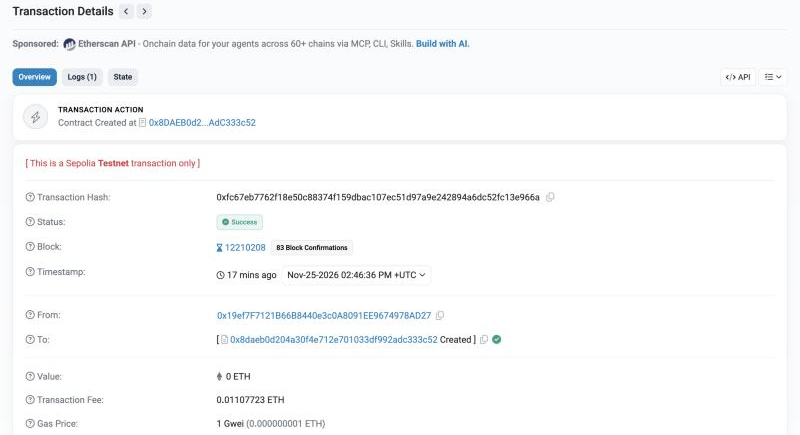 Transaction Details < >
Sponsored: Etherscan API - Onchain data for your agents across 60+ chains via MCP, CLI, Skills. Build with AI.
Overview Logs (1) State </> API
TRANSACTION ACTION
Contract Created at 0x8DAEB0d2...AdC333c52
[ This is a Sepolia Testnet transaction only ]
Transaction Hash: 0xfc67eb7762f18e50c88374f159dbac107ec51d97a9e242894a6dc52fc13e966a
Status: Success
Block: 12210208 83 Block Confirmations
Timestamp: 17 mins ago Nov-25-2026 02:46:36 PM +UTC
From: 0x19ef7F7121B66B8440e3c0A8091EE9674978AD27
To: [ 0x8daeb0d204a30f4e712e701033df992adc333c52 Created ]
Value: 0 ETH
Transaction Fee: 0.01107723 ETH
Gas Price: 1 Gwei (0.000000001 ETH)